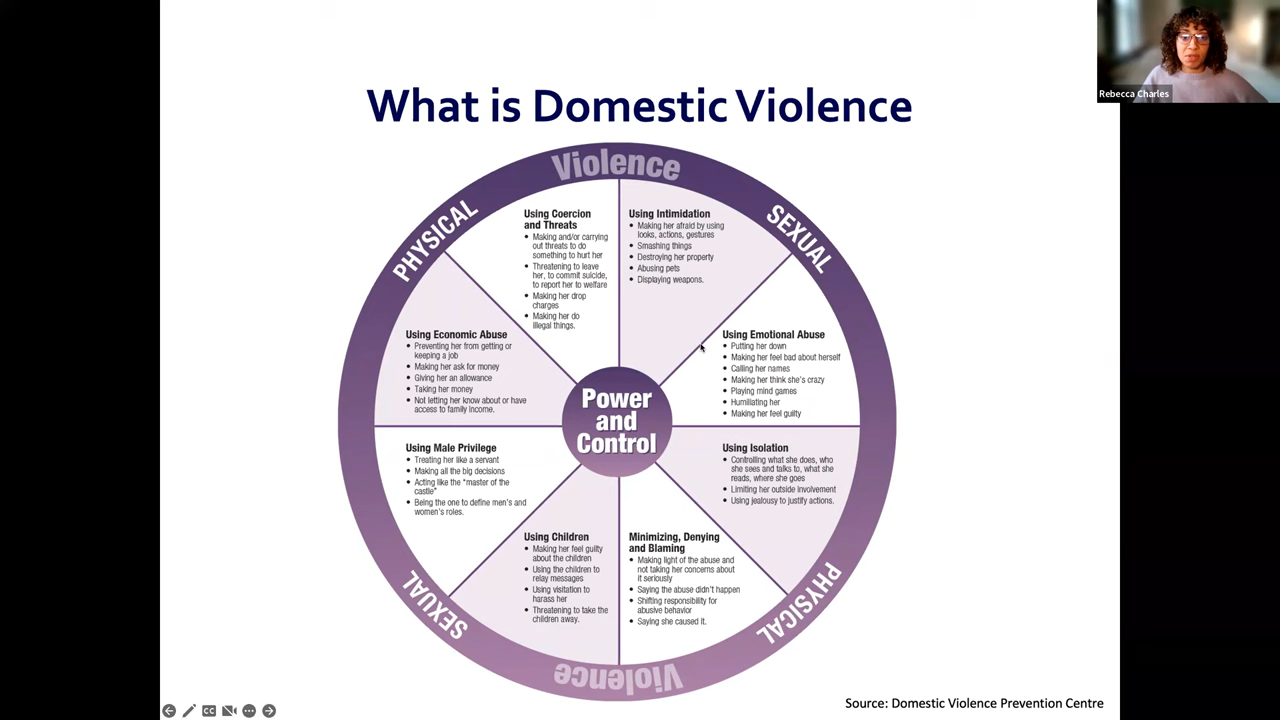 Rebecca Charles
What is Domestic Violence
Violence
PHYSICAL
SEXUAL
Using Coercion
and Threats
• Making and/or carrying
out threats to do
something to hurt her
• Threatening to leave
her, to commit suicide,
to report her to welfare
• Making her drop
charges
• Making her do
illegal things.
Using Intimidation
• Making her afraid by using
looks, actions, gestures
• Smashing things
• Destroying her property
• Abusing pets
• Displaying weapons.
Using Economic Abuse
• Preventing her from getting or
keeping a job
• Making her ask for money
• Giving her an allowance
• Taking her money
• Not letting her know about or have
access to family income.
Using Emotional Abuse
• Putting her down
• Making her feel bad about herself
• Calling her names
• Making her think she's crazy
• Playing mind games
• Humiliating her
• Making her feel guilty
Power
and
Control
Using Male Privilege
• Treating her like a servant
• Making all the big decisions
• Acting like the "master of the
castle"
• Being the one to define men's and
women's roles.
Using Isolation
• Controlling what she does, who
she sees and talks to, what she
reads, where she goes
• Limiting her outside involvement
• Using jealousy to justify actions.
Using Children
• Making her feel guilty
about the children
• Using the children to
relay messages
• Using visitation to
harass her
• Threatening to take the
children away.
Minimizing, Denying
and Blaming
• Making light of the abuse and
not taking her concerns about
it seriously
• Saying the abuse didn't happen
• Shifting responsibility for
abusive behavior
• Saying she caused it.
SEXUAL
PHYSICAL
Violence
Source: Domestic Violence Prevention Centre
CC